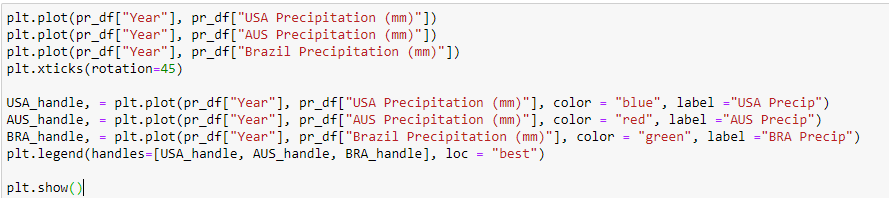 plt.plot(pr_df["Year"], pr_df["USA Precipitation (mm)"])
plt.plot(pr_df["Year"], pr_df["AUS Precipitation (mm)"])
plt.plot(pr_df["Year"], pr_df["Brazil Precipitation (mm)"])
plt.xticks(rotation=45)
USA_handle, = plt.plot(pr_df["Year"], pr_df["USA Precipitation (mm)"], color = "blue", label ="USA Precip")
AUS_handle, = plt.plot(pr_df["Year"], pr_df["AUS Precipitation (mm)"], color = "red", label ="AUS Precip")
BRA_handle, = plt.plot(pr_df["Year"], pr_df["Brazil Precipitation (mm)"], color = "green", label ="BRA Precip")
plt.legend(handles=[USA_handle, AUS_handle, BRA_handle], loc = "best")
plt.show()